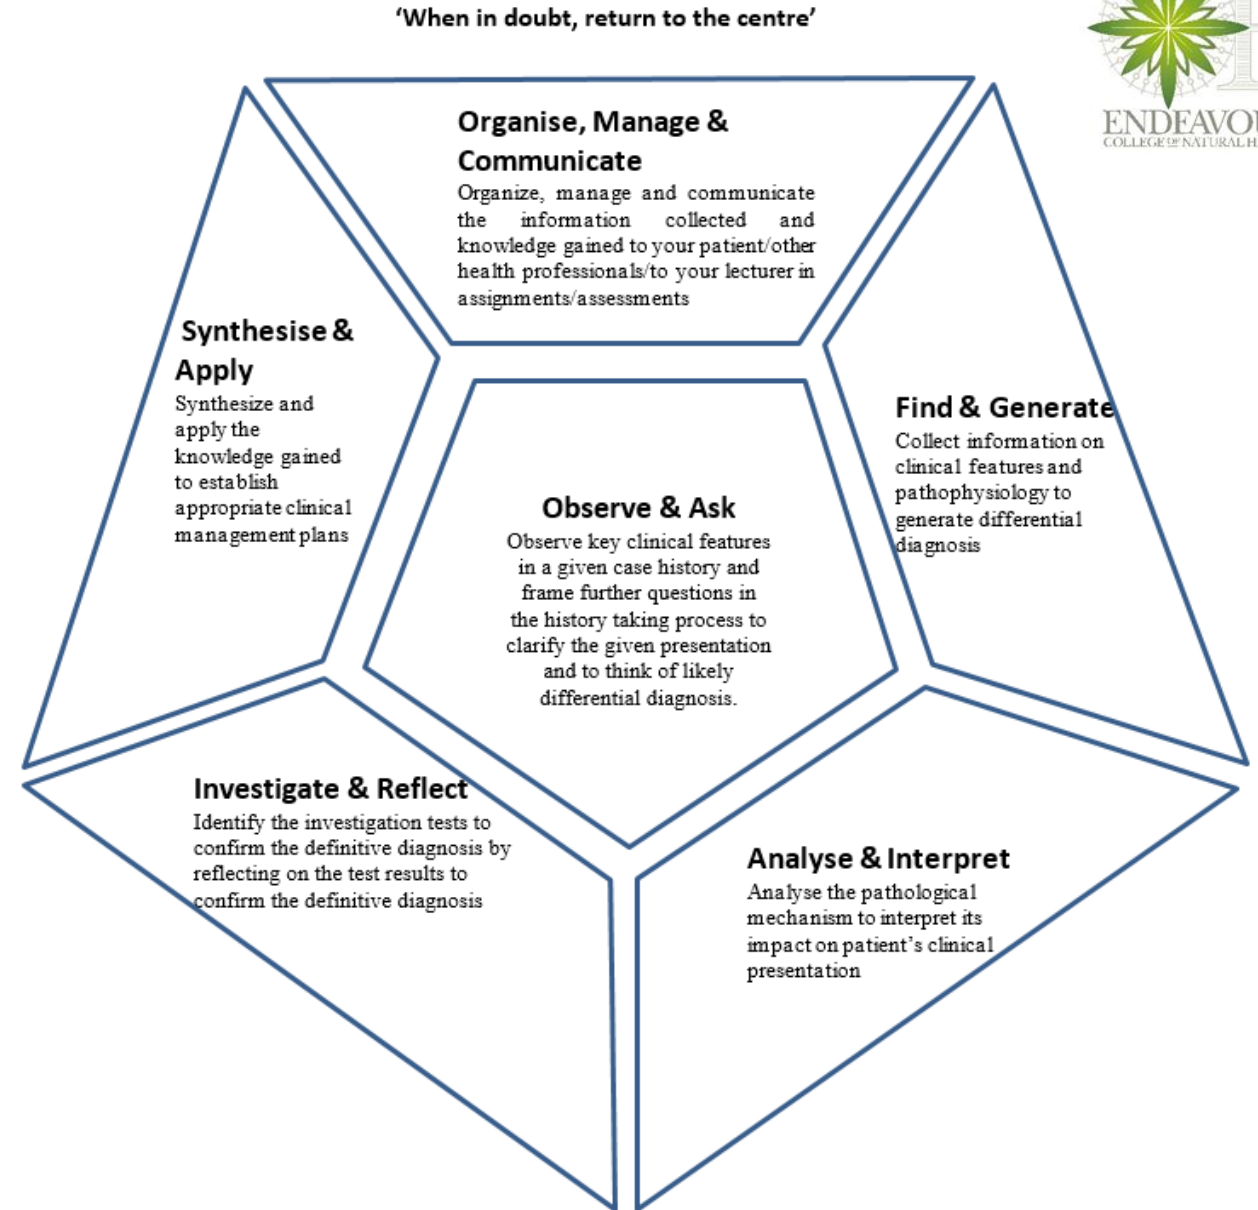 ‘When in doubt, return to the centre’
ENDEAVO
COLLEGE OF NATURAL H
Organise, Manage &
Communicate
Organize, manage and communicate
the information collected and
knowledge gained to your patient/other
health professionals/to your lecturer in
assignments/assessments
Synthesise &
Apply
Synthesize and
apply the
knowledge gained
to establish
appropriate clinical
management plans
Find & Generate
Collect information on
clinical features and
pathophysiology to
generate differential
diagnosis
Observe & Ask
Observe key clinical features
in a given case history and
frame further questions in
the history taking process to
clarify the given presentation
and to think of likely
differential diagnosis.
Investigate & Reflect
Identify the investigation tests to
confirm the definitive diagnosis by
reflecting on the test results to
confirm the definitive diagnosis
Analyse & Interpret
Analyse the pathological
mechanism to interpret its
impact on patient’s clinical
presentation